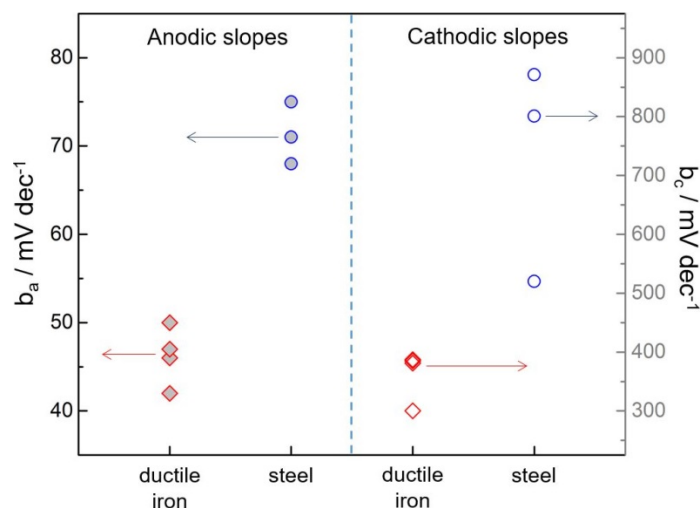 Anodic slopes
Cathodic slopes
80
70
60
50
40
bₐ / mV dec⁻¹
900
800
700
600
500
400
300
b_c / mV dec⁻¹
ductile
iron
steel
ductile
iron
steel